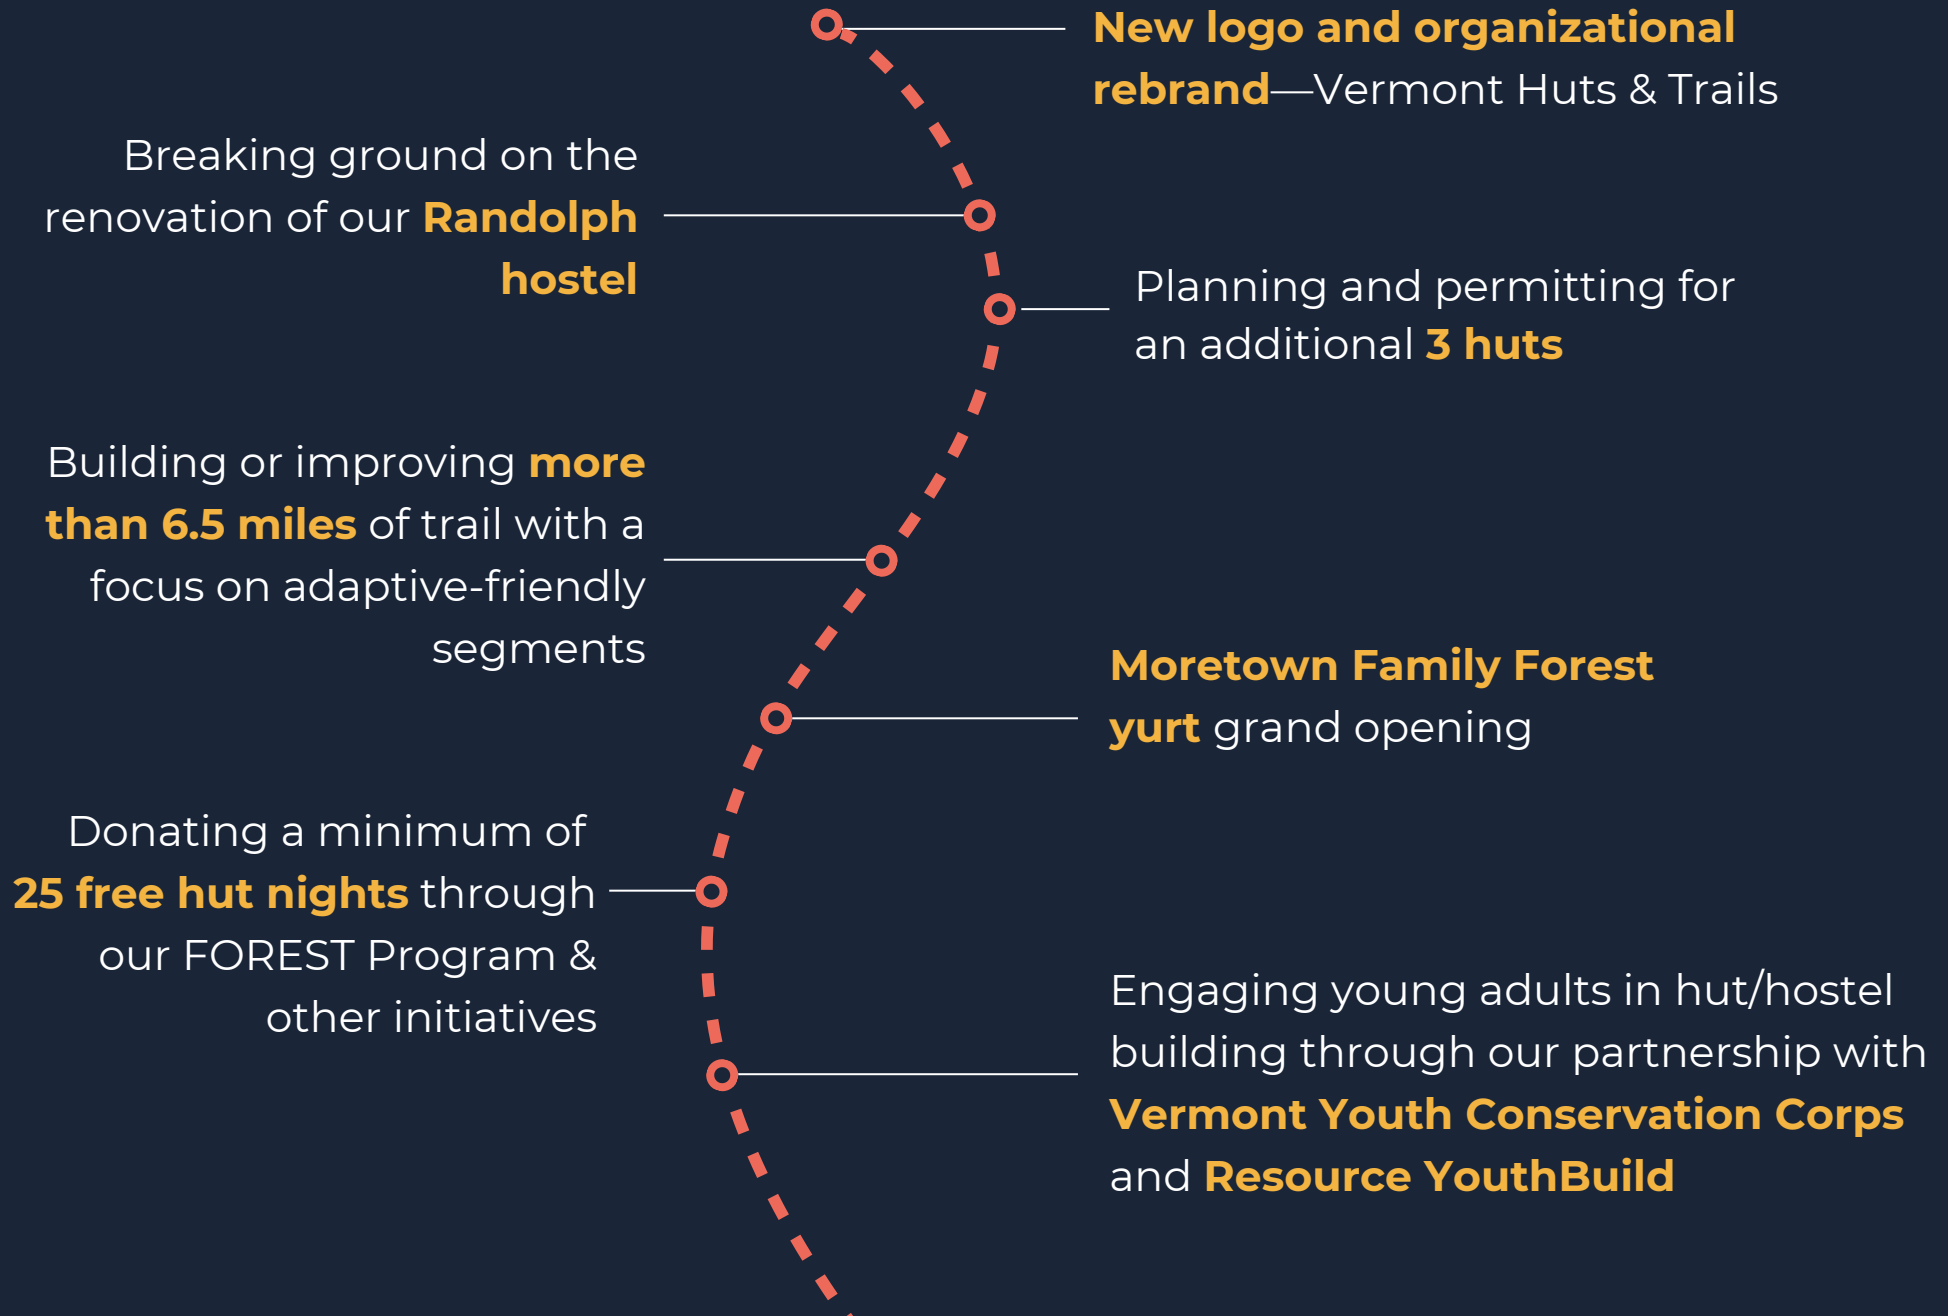 New logo and organizational
rebrand—Vermont Huts & Trails
Breaking ground on the
renovation of our Randolph
hostel
Planning and permitting for
an additional 3 huts
Building or improving more
than 6.5 miles of trail with a
focus on adaptive-friendly
segments
Moretown Family Forest
yurt grand opening
Donating a minimum of
25 free hut nights through
our FOREST Program &
other initiatives
Engaging young adults in hut/hostel
building through our partnership with
Vermont Youth Conservation Corps
and Resource YouthBuild